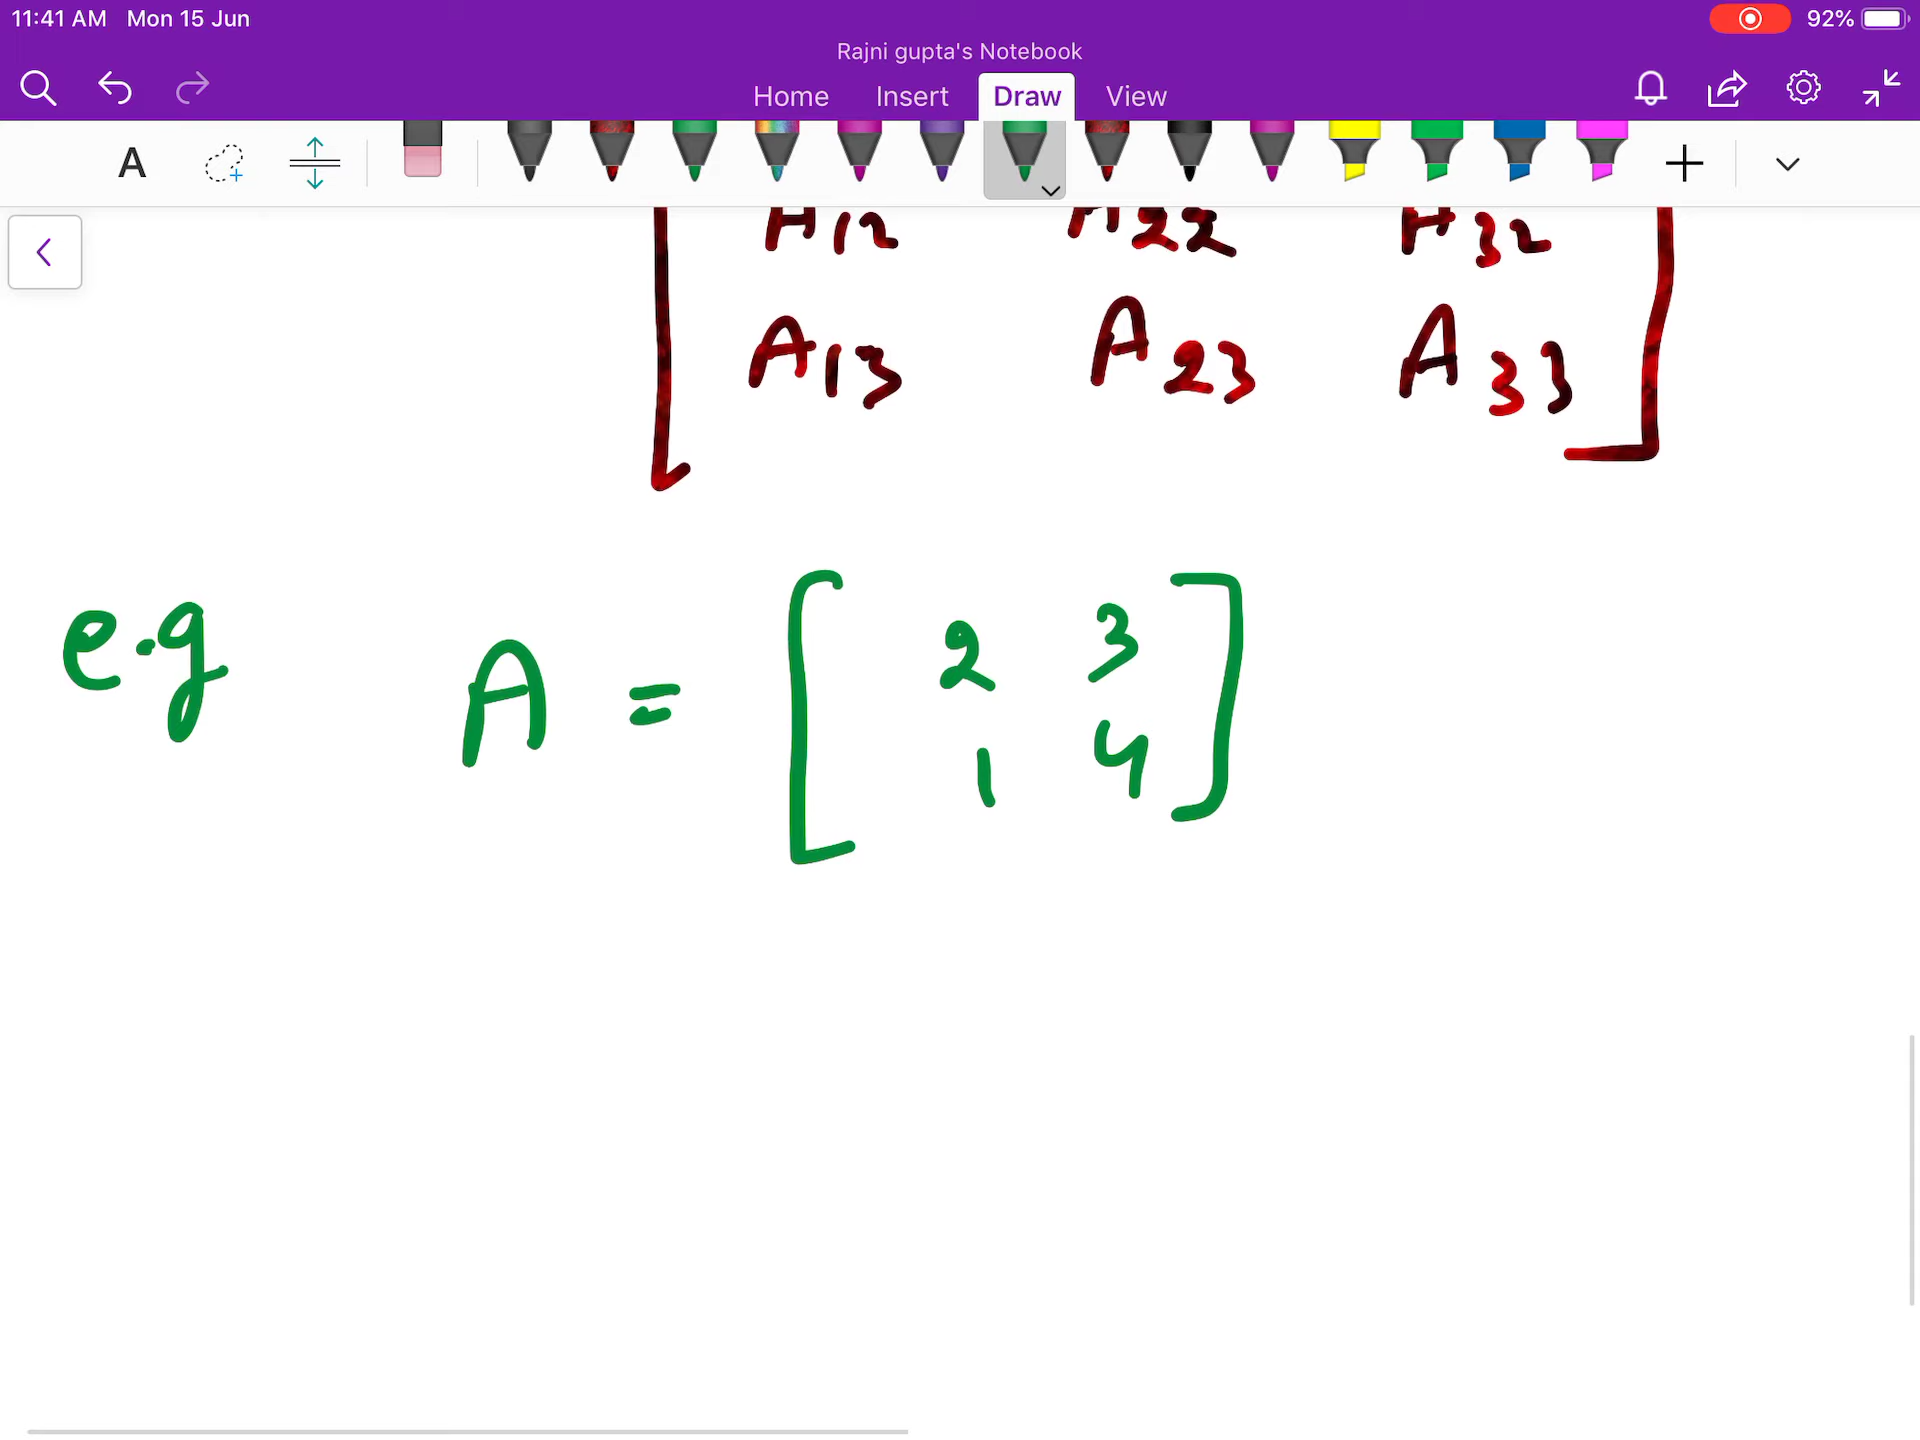 11:41 AM Mon 15 Jun 92%
Rajni gupta's Notebook
Home Insert Draw View
A
A12 A22 A32
A13 A23 A33
e.g A = [ 2 3
1 4 ]